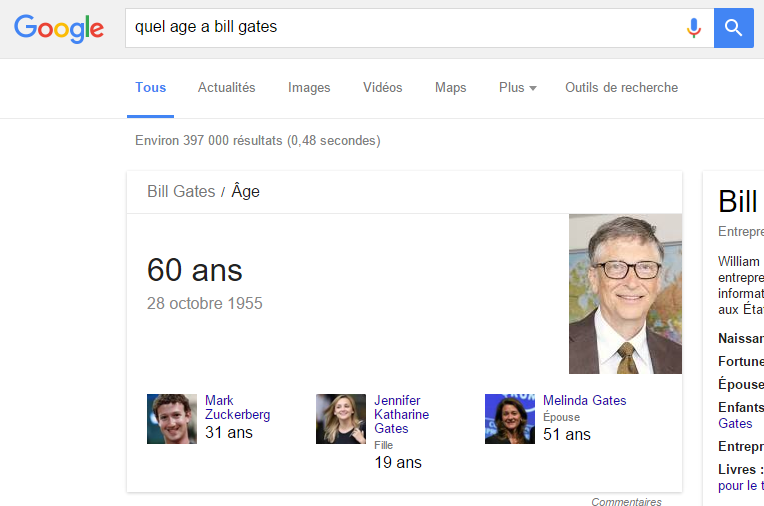 Google
quel age a bill gates
Tous Actualités Images Vidéos Maps Plus Outils de recherche
Environ 397 000 résultats (0,48 secondes)
Bill Gates / Âge
60 ans
28 octobre 1955
Mark
Zuckerberg
31 ans
Jennifer
Katharine
Gates
Fille
19 ans
Melinda Gates
Épouse
51 ans
Commentaires
Bill
Entrepre
William
entrepre
informat
aux Éta
Naissan
Fortune
Épouse
Enfants
Gates
Entrepr
Livres :
pour le t